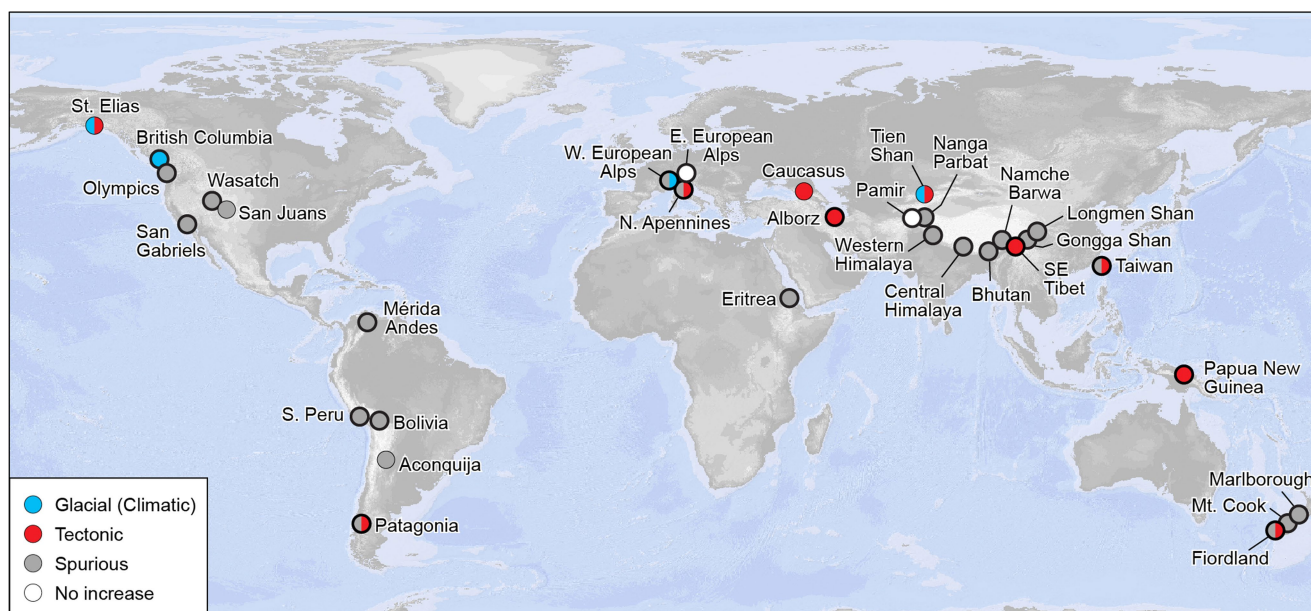 St. Elias
British Columbia
Olympics
Wasatch
San Juans
San
Gabriels
Mérida
Andes
S. Peru
Bolivia
Aconquija
Patagonia
W. European
Alps
E. European
Alps
N. Apennines
Caucasus
Alborz
Eritrea
Tien
Shan
Pamir
Nanga
Parbat
Western
Himalaya
Central
Himalaya
Namche
Barwa
Bhutan
SE
Tibet
Longmen Shan
Gongga Shan
Taiwan
Papua New
Guinea
Marlborough
Mt. Cook
Fiordland
Glacial (Climatic)
Tectonic
Spurious
No increase